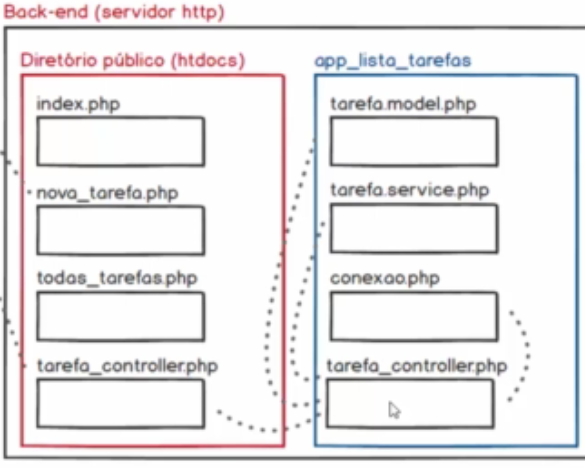 Back-end (servidor http)
Diretório público (htdocs)
index.php
nova_tarefa.php
todas_tarefas.php
tarefa_controller.php
app_lista_tarefas
tarefa.model.php
tarefa.service.php
conexao.php
tarefa_controller.php